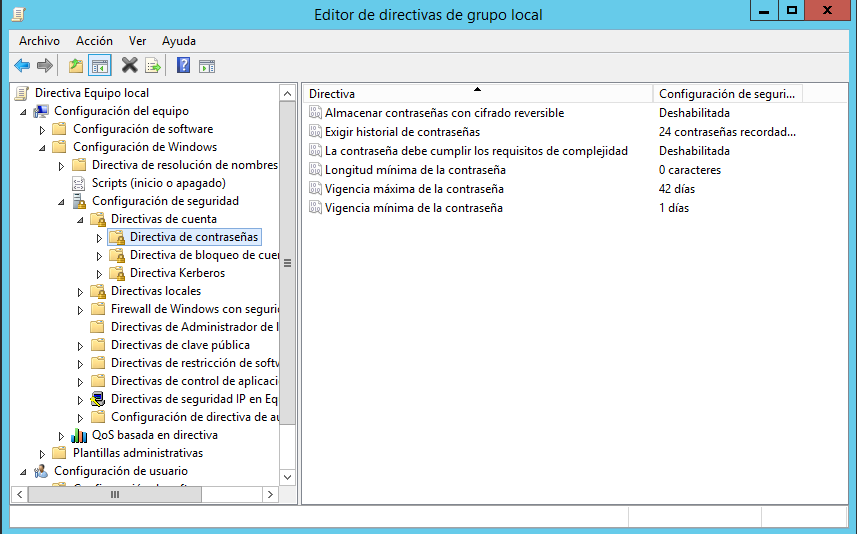 Editor de directivas de grupo local
Archivo Acción Ver Ayuda
Directiva Equipo local
Configuración del equipo
Configuración de software
Configuración de Windows
Directiva de resolución de nombres
Scripts (inicio o apagado)
Configuración de seguridad
Directivas de cuenta
Directiva de contraseñas
Directiva de bloqueo de cuen
Directiva Kerberos
Directivas locales
Firewall de Windows con seguri
Directivas de Administrador de l
Directivas de clave pública
Directivas de restricción de softv
Directivas de control de aplicaci
Directivas de seguridad IP en Eq
Configuración de directiva de au
QoS basada en directiva
Plantillas administrativas
Configuración de usuario
Directiva Configuración de seguri...
Almacenar contraseñas con cifrado reversible Deshabilitada
Exigir historial de contraseñas 24 contraseñas recordad...
La contraseña debe cumplir los requisitos de complejidad Deshabilitada
Longitud mínima de la contraseña 0 caracteres
Vigencia máxima de la contraseña 42 días
Vigencia mínima de la contraseña 1 días